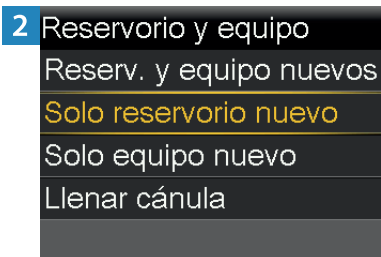 2 Reservorio y equipo
Reserv. y equipo nuevos
Solo reservorio nuevo
Solo equipo nuevo
Llenar cánula